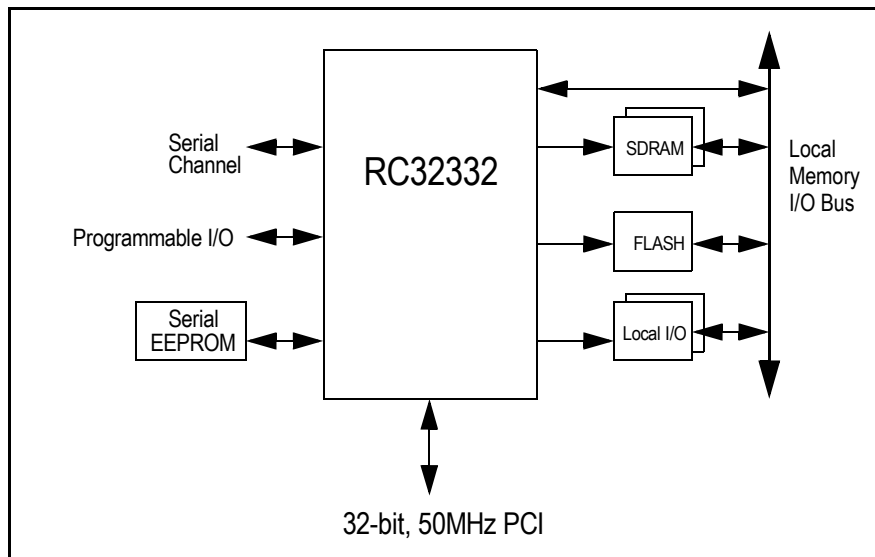 Serial
Channel
RC32332
SDRAM
Local
Memory
I/O Bus
Programmable I/O
FLASH
Serial
EEPROM
Local I/O
32-bit, 50MHz PCI